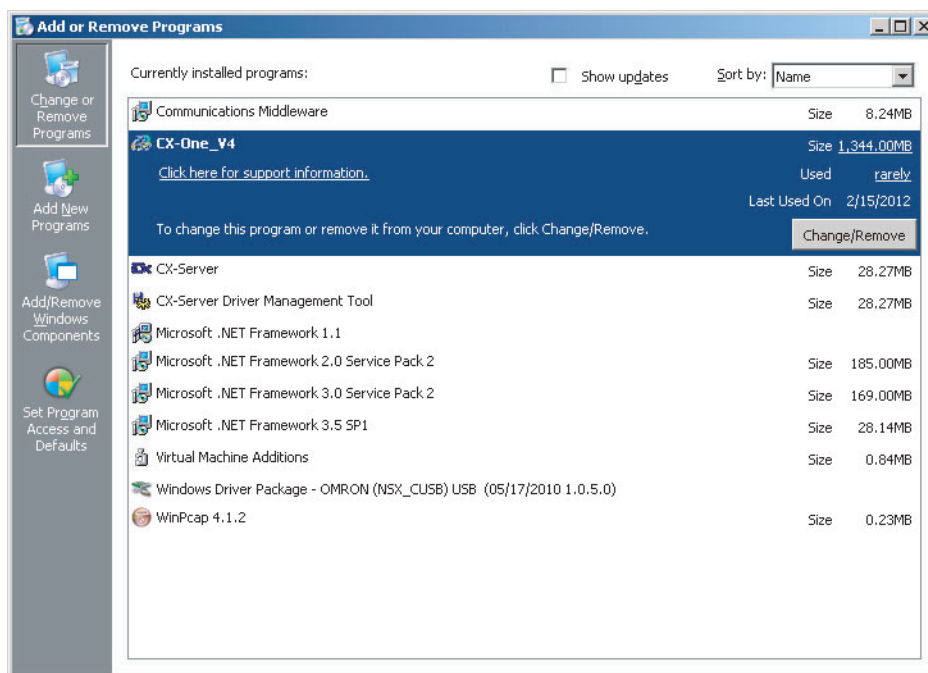 Add or Remove Programs
Change or
Remove
Programs
Add New
Programs
Add/Remove
Windows
Components
Set Program
Access and
Defaults
Currently installed programs:
Show updates
Sort by: Name
Communications Middleware Size 8.24MB
CX-One_V4 Size 1,344.00MB
Click here for support information. Used rarely
Last Used On 2/15/2012
To change this program or remove it from your computer, click Change/Remove. Change/Remove
CX-Server Size 28.27MB
CX-Server Driver Management Tool Size 28.27MB
Microsoft .NET Framework 1.1
Microsoft .NET Framework 2.0 Service Pack 2 Size 185.00MB
Microsoft .NET Framework 3.0 Service Pack 2 Size 169.00MB
Microsoft .NET Framework 3.5 SP1 Size 28.14MB
Virtual Machine Additions Size 0.84MB
Windows Driver Package - OMRON (NSX_CUSB) USB (05/17/2010 1.0.5.0)
WinPcap 4.1.2 Size 0.23MB